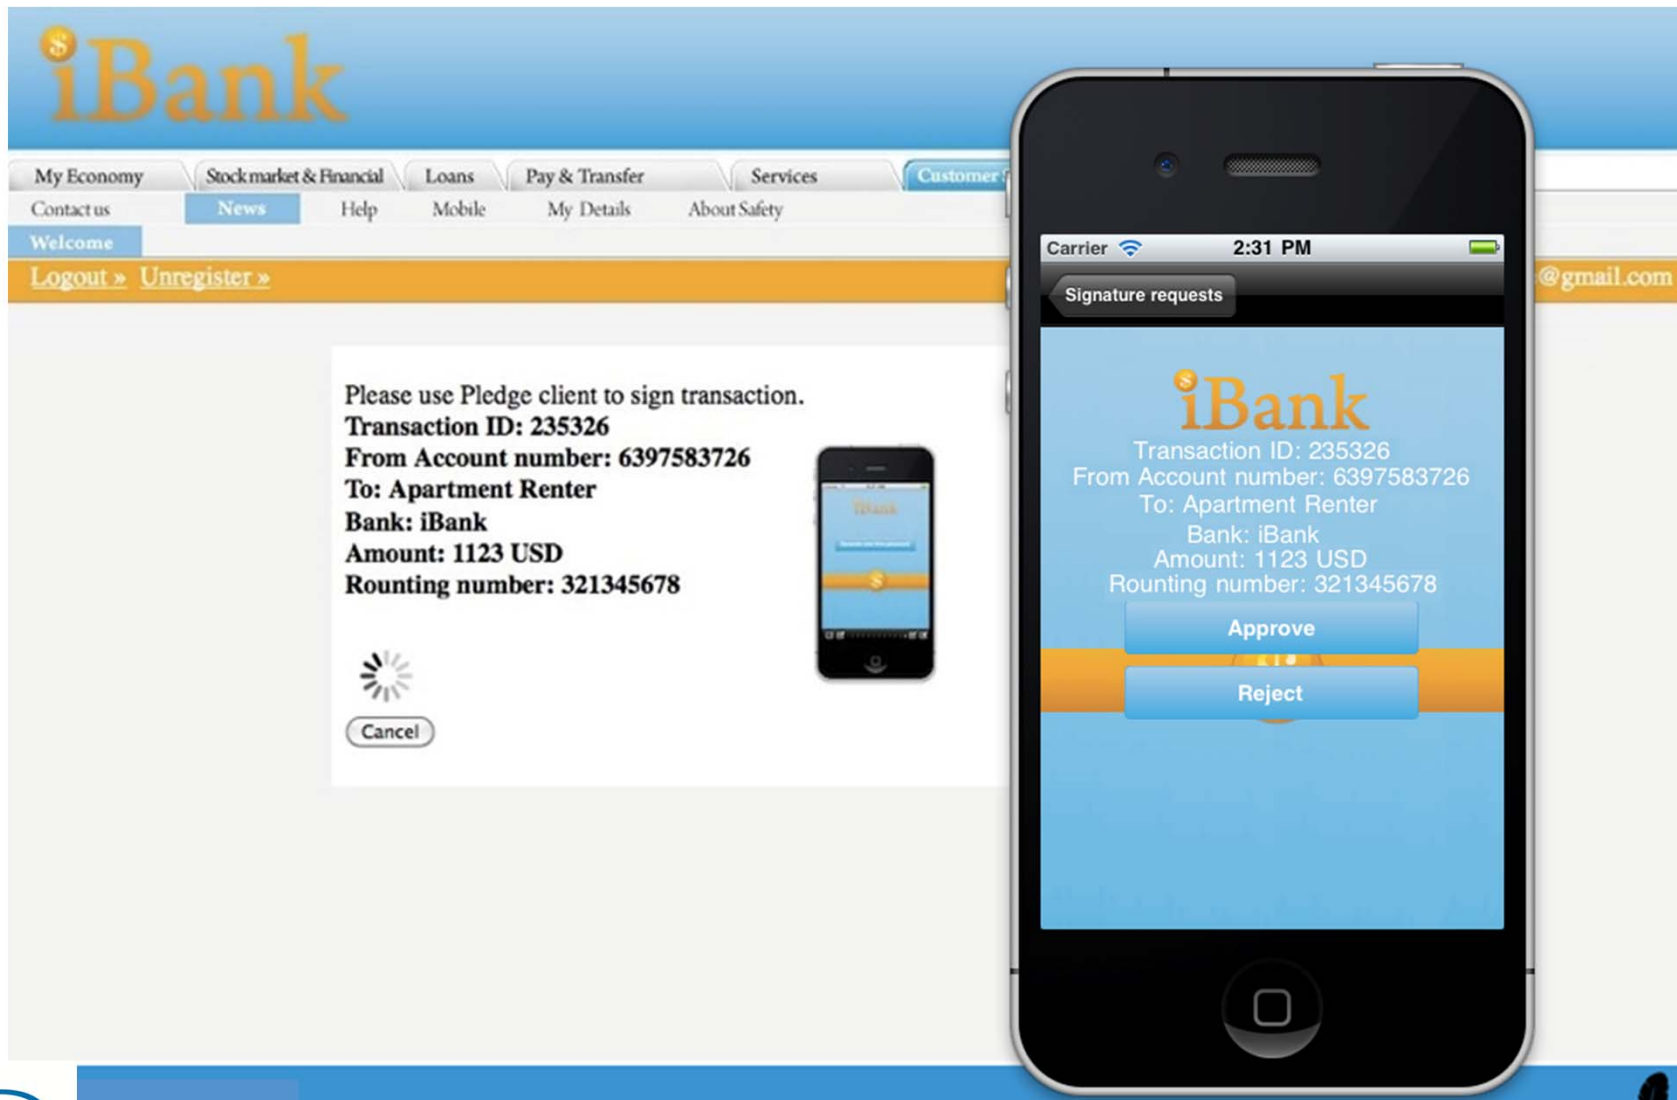 iBank
My Economy Stock market & Financial Loans Pay & Transfer Services Customer
Contact us News Help Mobile My Details About Safety
Welcome
Logout » Unregister »
@gmail.com
Please use Pledge client to sign transaction.
Transaction ID: 235326
From Account number: 6397583726
To: Apartment Renter
Bank: iBank
Amount: 1123 USD
Rounting number: 321345678
Cancel
iBank
Carrier 2:31 PM
Signature requests
iBank
Transaction ID: 235326
From Account number: 6397583726
To: Apartment Renter
Bank: iBank
Amount: 1123 USD
Rounting number: 321345678
Approve
Reject